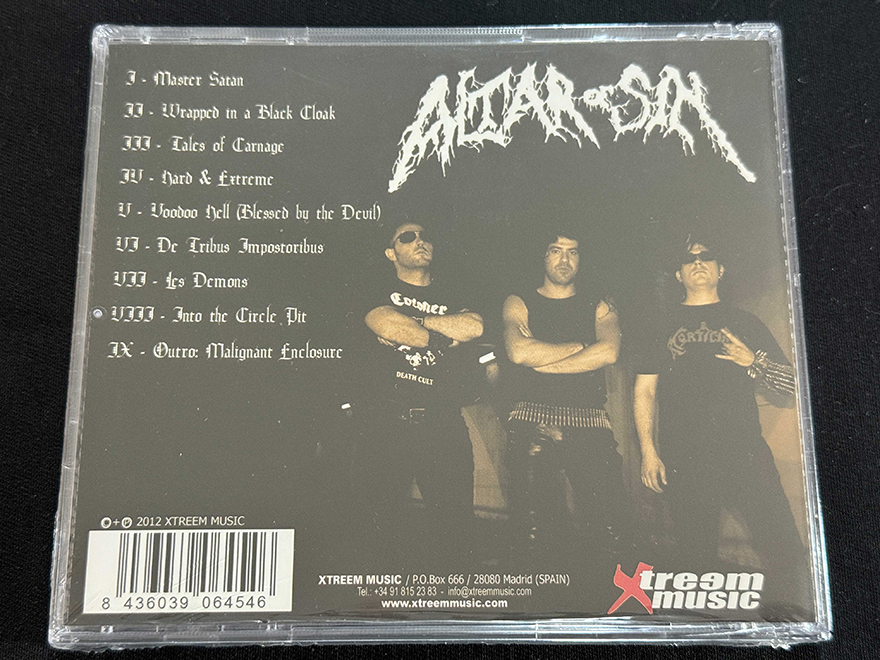 I - Master Satan
II - Wrapped in a Black Cloak
III - Tales of Carnage
IV - Hard & Extreme
V - Voodoo Hell (Blessed by the Devil)
VI - De Tribus Impostoribus
VII - Les Demons
VIII - Into the Circle Pit
IX - Outro: Malignant Enclosure
ALTAR OF SIN
DEATH CULT
℗+© 2012 XTREEM MUSIC
8 436039 064546
XTREEM MUSIC / P.O.Box 666 / 28080 Madrid (SPAIN)
Tel.: +34 91 815 23 83 - info@xtreemmusic.com
www.xtreemmusic.com
Xtreem
music